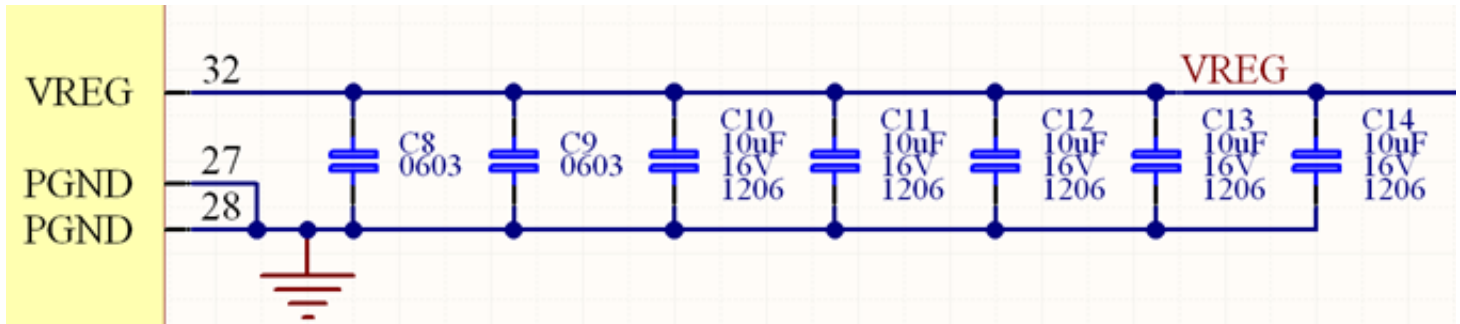 VREG
32
PGND
27
PGND
28
VREG
C8
0603
C9
0603
C10
10uF
16V
1206
C11
10uF
16V
1206
C12
10uF
16V
1206
C13
10uF
16V
1206
C14
10uF
16V
1206